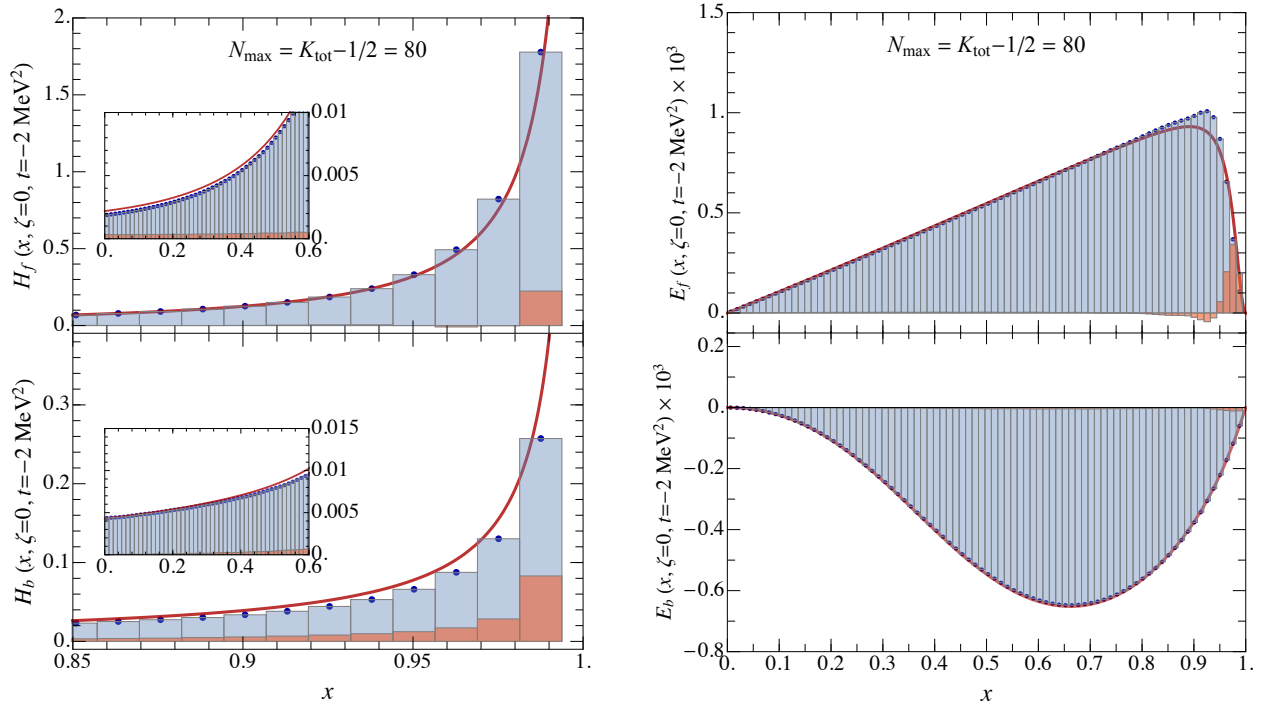 2.
1.5
1.
0.5
0.
H_f (x, ζ=0, t=−2 MeV²)
N_max = K_tot−1/2 = 80
0.01
0.005
0.
0. 0.2 0.4 0.6
0.3
0.2
0.1
0.
H_b (x, ζ=0, t=−2 MeV²)
0.015
0.010
0.005
0.
0. 0.2 0.4 0.6
0.85 0.9 0.95 1.
x
1.5
1.0
0.5
0.
E_f (x, ζ=0, t=−2 MeV²) × 10³
N_max = K_tot−1/2 = 80
0.2
0.
−0.2
−0.4
−0.6
−0.8
E_b (x, ζ=0, t=−2 MeV²) × 10³
0. 0.1 0.2 0.3 0.4 0.5 0.6 0.7 0.8 0.9 1.
x